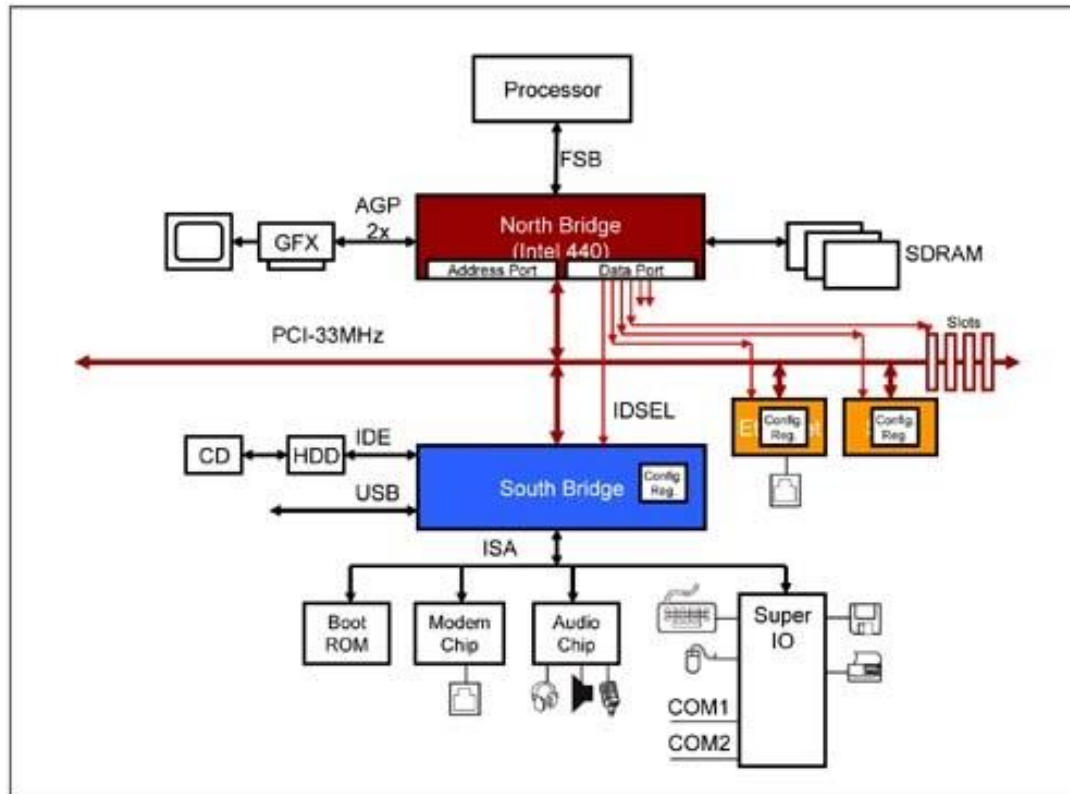 Processor
FSB
AGP
2x
GFX
North Bridge
(Intel 440)
Address Port
Data Port
SDRAM
Slots
PCI-33MHz
IDSEL
Config.
Reg.
Config.
Reg.
CD
HDD
IDE
USB
South Bridge
Config.
Reg.
ISA
Boot
ROM
Modem
Chip
Audio
Chip
Super
IO
COM1
COM2